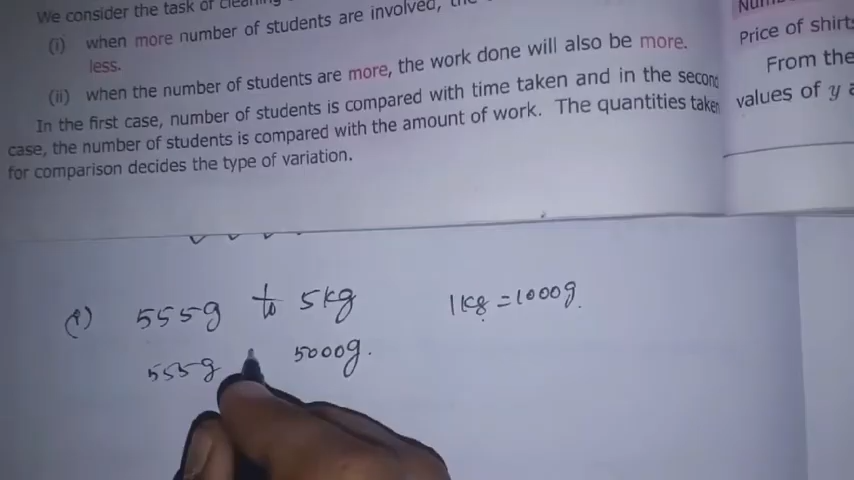 We consider the task of
(i) when more number of students are involved, the
less.
(ii) when the number of students are more, the work done will also be more.
In the first case, number of students is compared with time taken and in the second
case, the number of students is compared with the amount of work. The quantities taken
for comparison decides the type of variation.
Price of shirts
From the
values of y
555g to 5kg 1kg = 1000g.
555g 5000g.